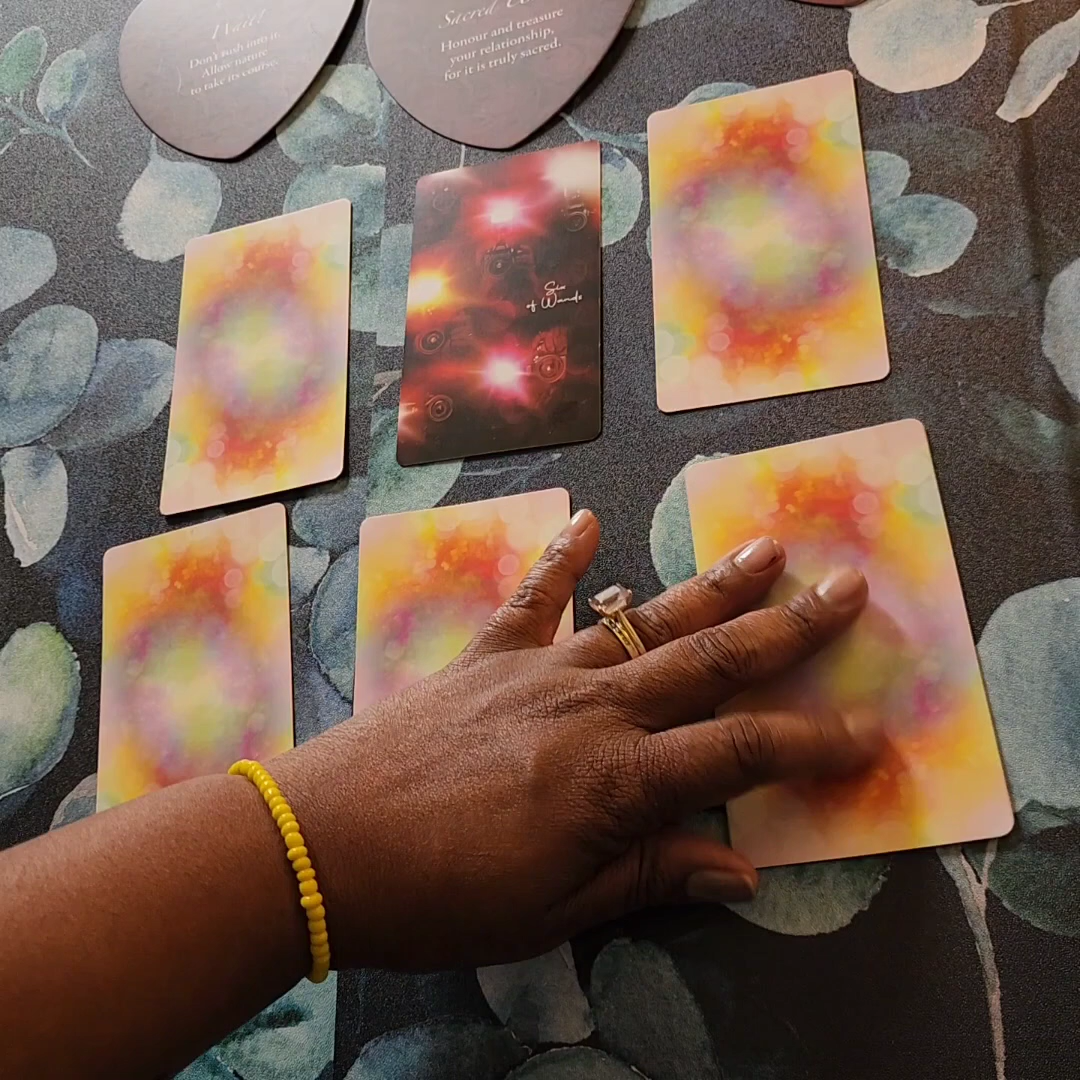 Wait
Don't rush into it.
Allow nature
to take its course.
Sacred
Honour and treasure
your relationship,
for it is truly sacred.
Six
of Wands